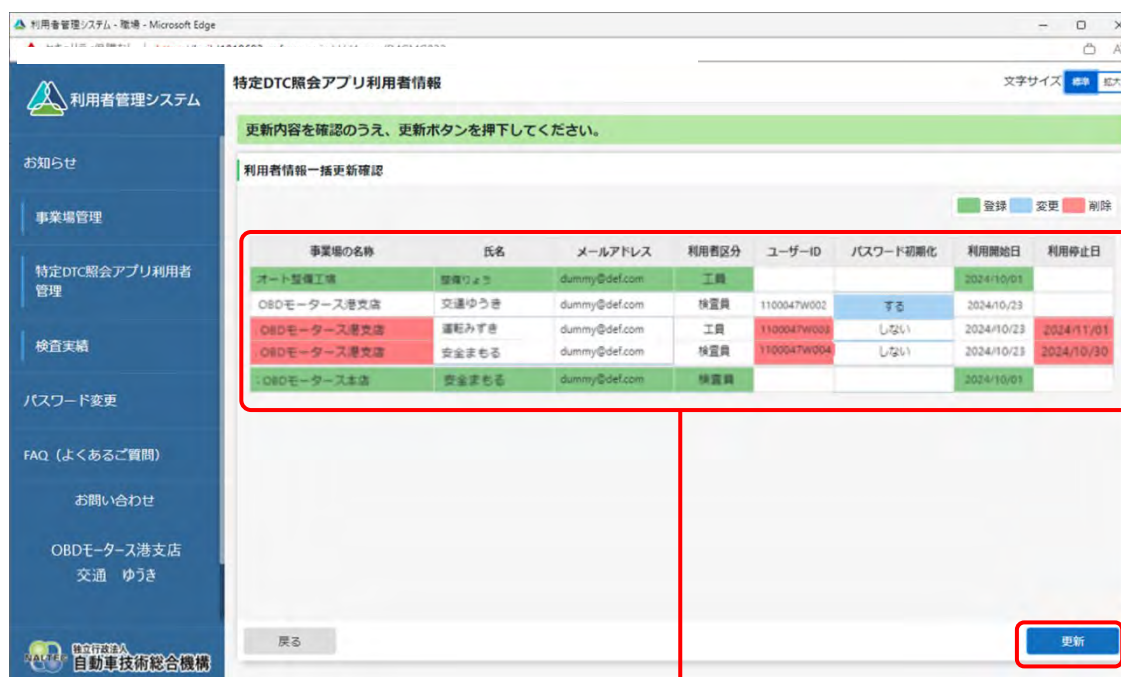 利用者管理システム - 環境 - Microsoft Edge
利用者管理システム
特定DTC照会アプリ利用者情報
文字サイズ 標準 拡大
更新内容を確認のうえ、更新ボタンを押下してください。
お知らせ
利用者情報一括更新確認
事業場管理
登録 変更 削除
特定DTC照会アプリ利用者
管理
検査実績
パスワード変更
FAQ（よくあるご質問）
お問い合わせ
OBDモータース港支店
交通 ゆうき
事業場の名称 氏名 メールアドレス 利用者区分 ユーザーID パスワード初期化 利用開始日 利用停止日
オート整備工場 整備りょう dummy@def.com 工員 2024/10/01
OBDモータース港支店 交通ゆうき dummy@def.com 検査員 1100047W002 する 2024/10/23
OBDモータース港支店 運転みずき dummy@def.com 工員 1100047W003 しない 2024/10/23 2024/11/01
OBDモータース港支店 安全まもる dummy@def.com 検査員 1100047W004 しない 2024/10/23 2024/10/30
OBDモータース本店 安全まもる dummy@def.com 検査員 2024/10/01
戻る
更新
NALTEC
独立行政法人
自動車技術総合機構